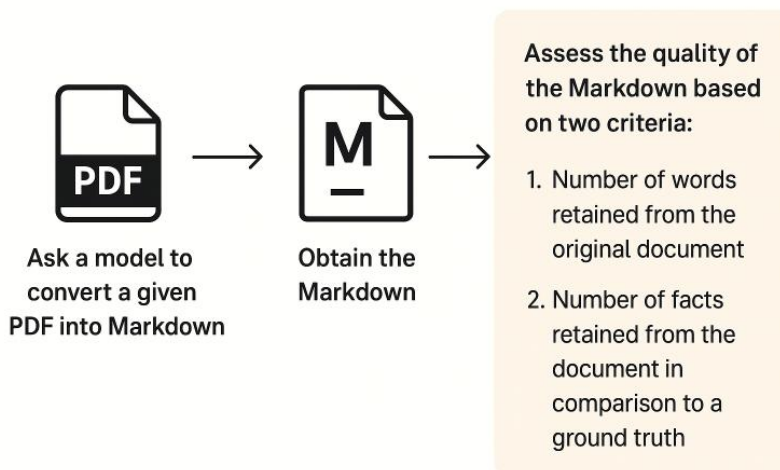 PDF
Ask a model to
convert a given
PDF into Markdown
M
Obtain the
Markdown
Assess the quality of
the Markdown based
on two criteria:
1. Number of words
retained from the
original document
2. Number of facts
retained from the
document in
comparison to a
ground truth